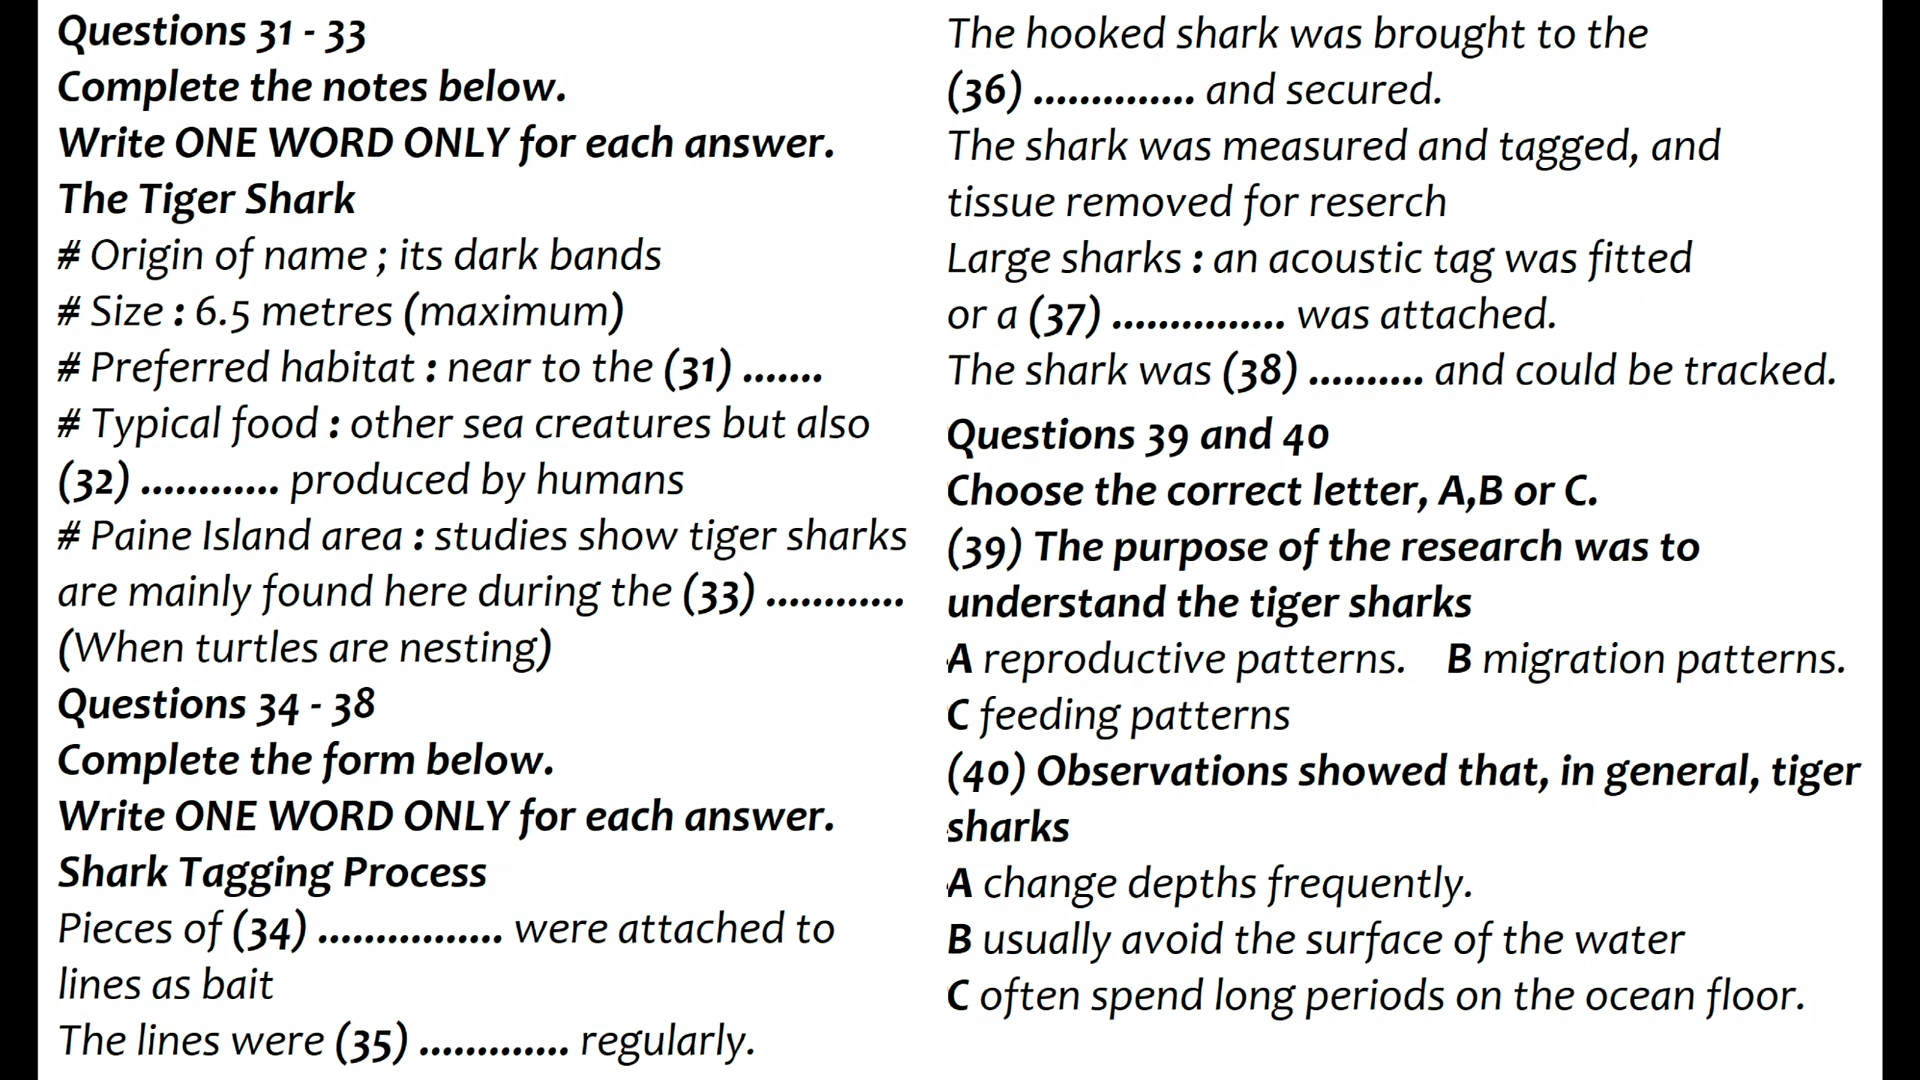 Questions 31 - 33
Complete the notes below.
Write ONE WORD ONLY for each answer.
The Tiger Shark
# Origin of name ; its dark bands
# Size : 6.5 metres (maximum)
# Preferred habitat : near to the (31) .......
# Typical food : other sea creatures but also
(32) ............ produced by humans
# Paine Island area : studies show tiger sharks
are mainly found here during the (33) ............
(When turtles are nesting)
Questions 34 - 38
Complete the form below.
Write ONE WORD ONLY for each answer.
Shark Tagging Process
Pieces of (34) ................ were attached to
lines as bait
The lines were (35) ............. regularly.
The hooked shark was brought to the
(36) .............. and secured.
The shark was measured and tagged, and
tissue removed for reserch
Large sharks : an acoustic tag was fitted
or a (37) ............... was attached.
The shark was (38) .......... and could be tracked.
Questions 39 and 40
Choose the correct letter, A,B or C.
(39) The purpose of the research was to
understand the tiger sharks
A reproductive patterns. B migration patterns.
C feeding patterns
(40) Observations showed that, in general, tiger
sharks
A change depths frequently.
B usually avoid the surface of the water
C often spend long periods on the ocean floor.